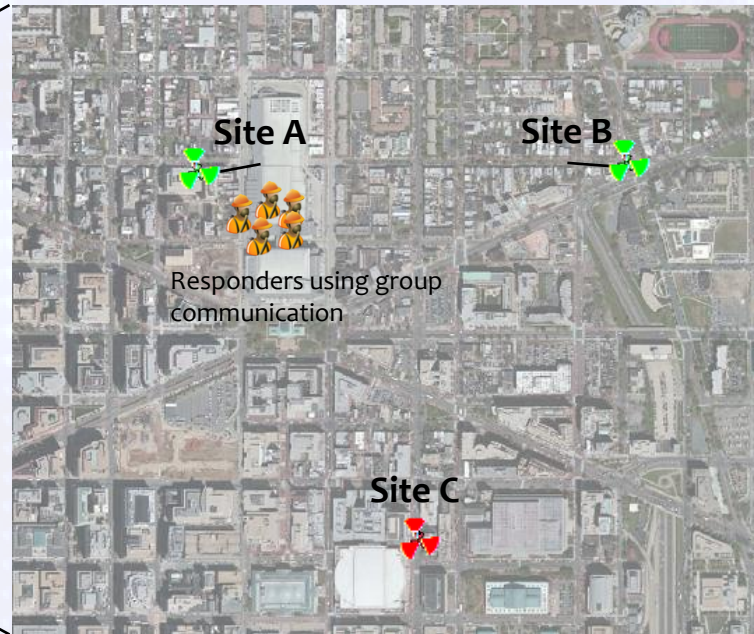 Site A
Site B
Responders using group
communication
Site C